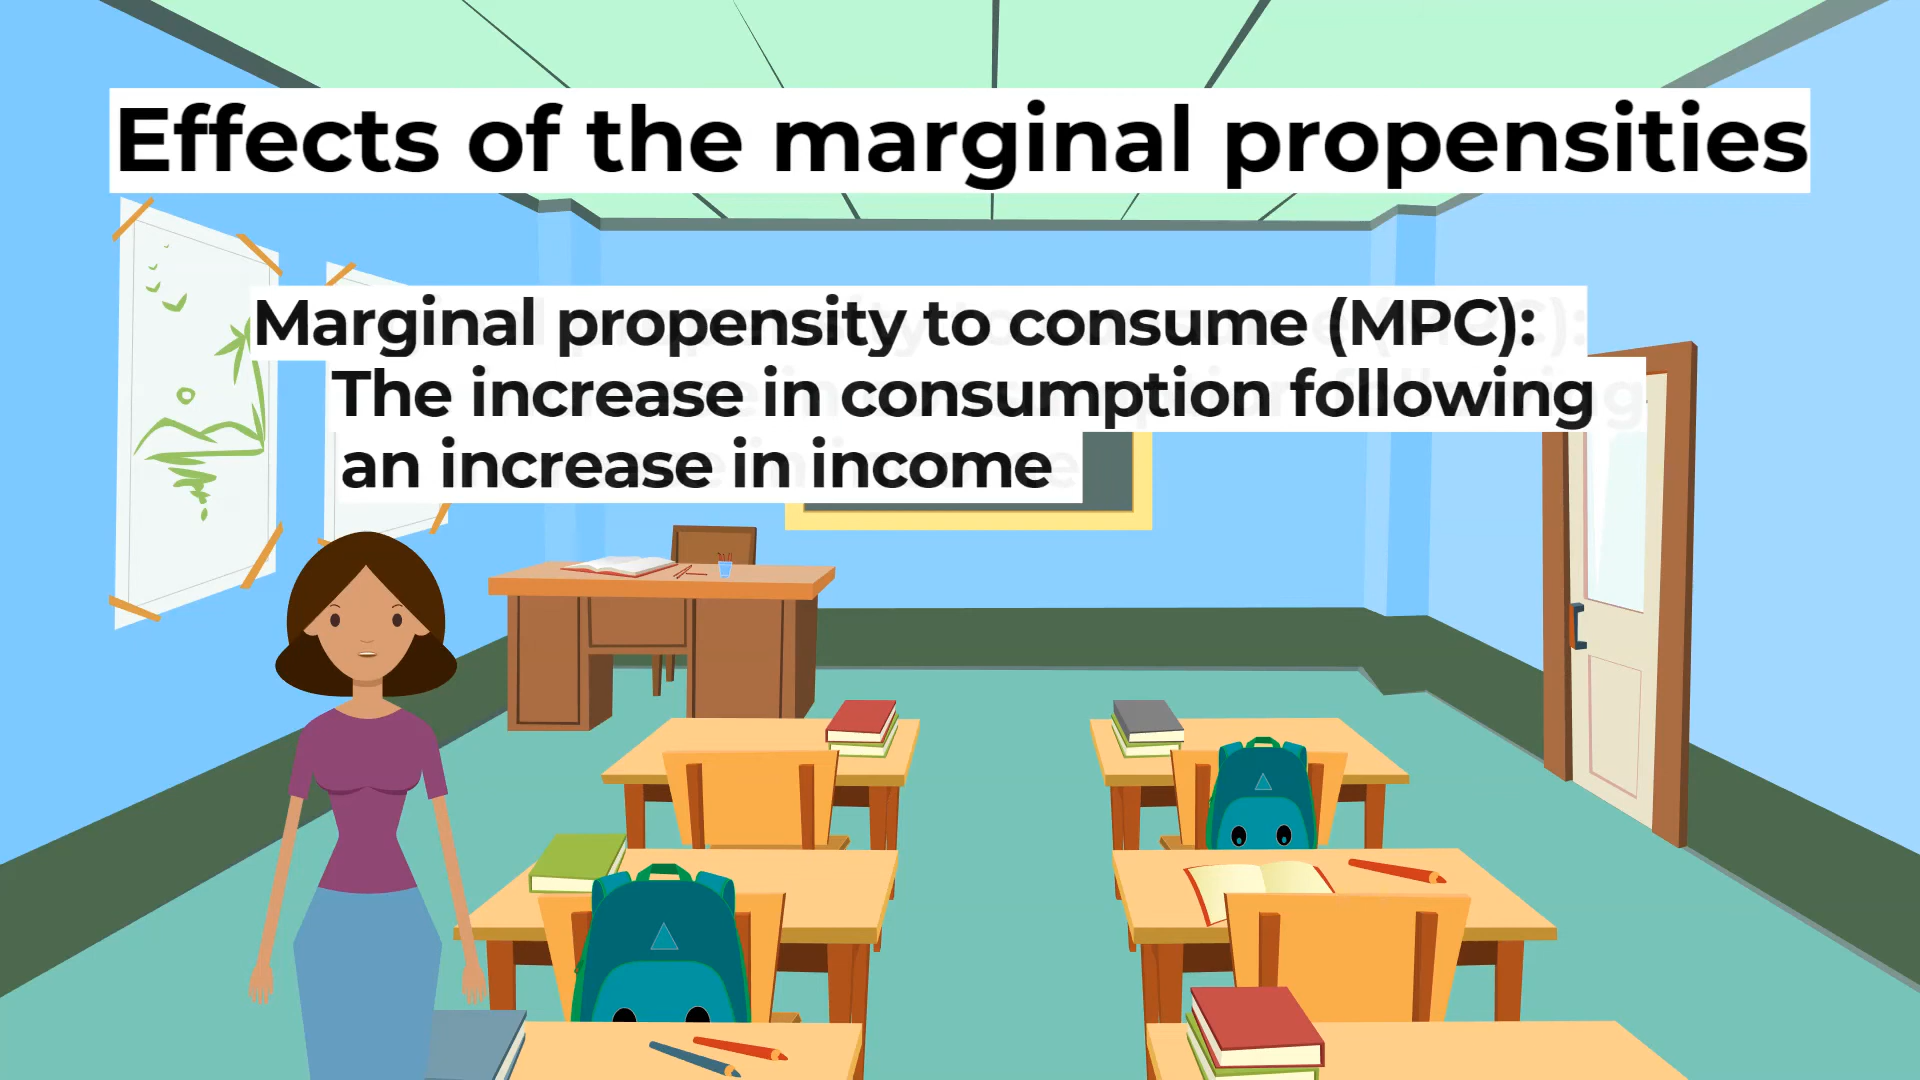 Effects of the marginal propensities
Marginal propensity to consume (MPC):
The increase in consumption following
an increase in income